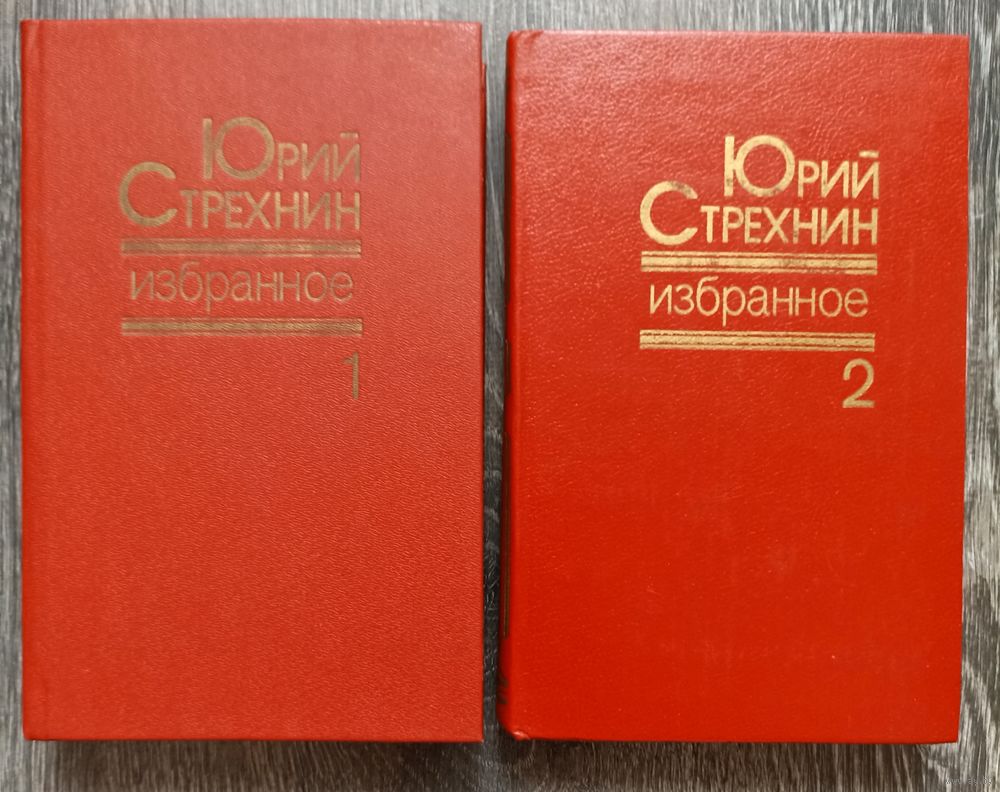 Юрий
Стрехнин
избранное
1
Юрий
Стрехнин
избранное
2